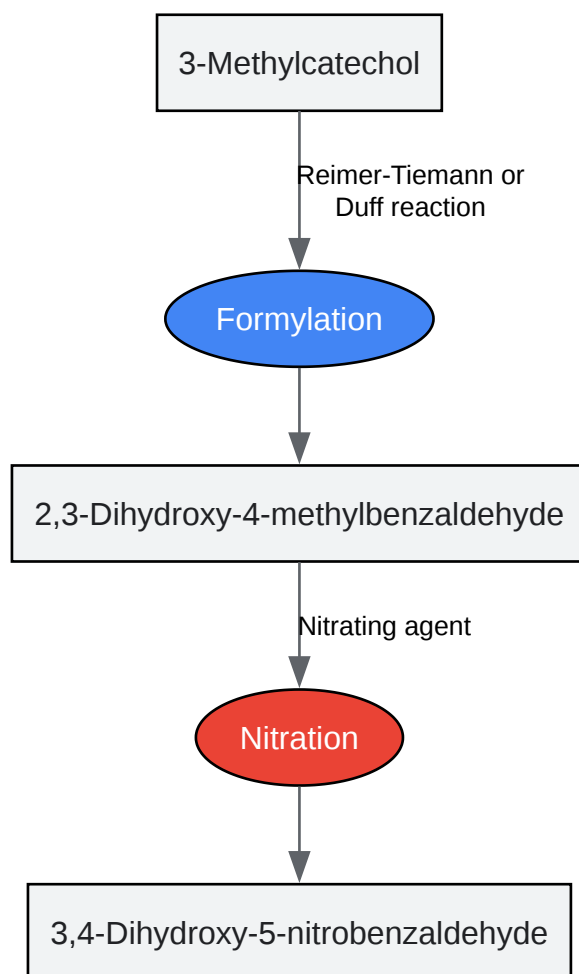 3-Methylcatechol
Reimer-Tiemann or
Duff reaction
Formylation
2,3-Dihydroxy-4-methylbenzaldehyde
Nitrating agent
Nitration
3,4-Dihydroxy-5-nitrobenzaldehyde